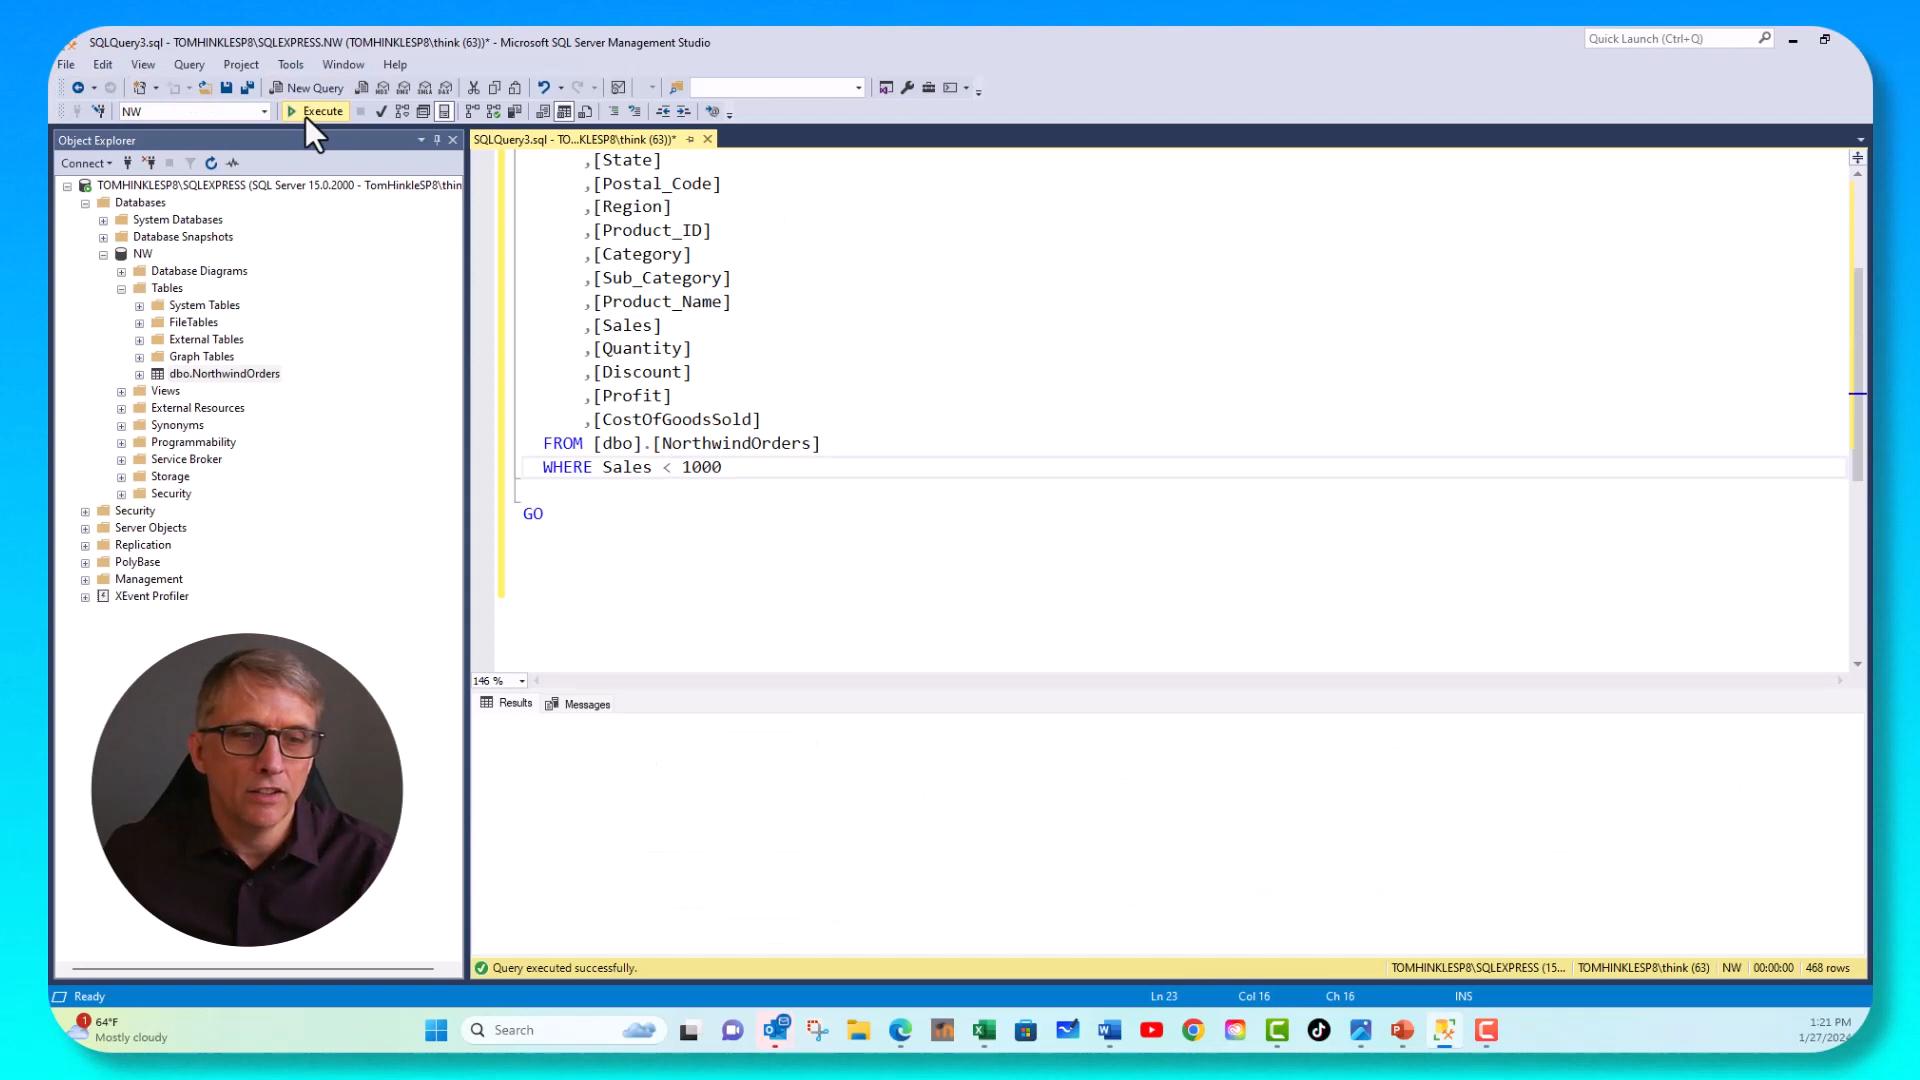 SQLQuery3.sql - TOMHINKLESP8\SQLEXPRESS.NW (TOMHINKLESP8\think (63))* - Microsoft SQL Server Management Studio
Quick Launch (Ctrl+Q)
File Edit View Query Project Tools Window Help
New Query
NW
Execute
Object Explorer
SQLQuery3.sql - TO...KLESP8\think (63))*
Connect
TOMHINKLESP8\SQLEXPRESS (SQL Server 15.0.2000 - TomHinkleSP8\thin
Databases
System Databases
Database Snapshots
NW
Database Diagrams
Tables
System Tables
FileTables
External Tables
Graph Tables
dbo.NorthwindOrders
Views
External Resources
Synonyms
Programmability
Service Broker
Storage
Security
Security
Server Objects
Replication
PolyBase
Management
XEvent Profiler
,[State]
,[Postal_Code]
,[Region]
,[Product_ID]
,[Category]
,[Sub_Category]
,[Product_Name]
,[Sales]
,[Quantity]
,[Discount]
,[Profit]
,[CostOfGoodsSold]
FROM [dbo].[NorthwindOrders]
WHERE Sales < 1000
GO
146 %
Results Messages
Query executed successfully.
TOMHINKLESP8\SQLEXPRESS (15... TOMHINKLESP8\think (63) NW 00:00:00 468 rows
Ready
Ln 23 Col 16 Ch 16 INS
1
64°F
Mostly cloudy
Search
1:21 PM
1/27/2024